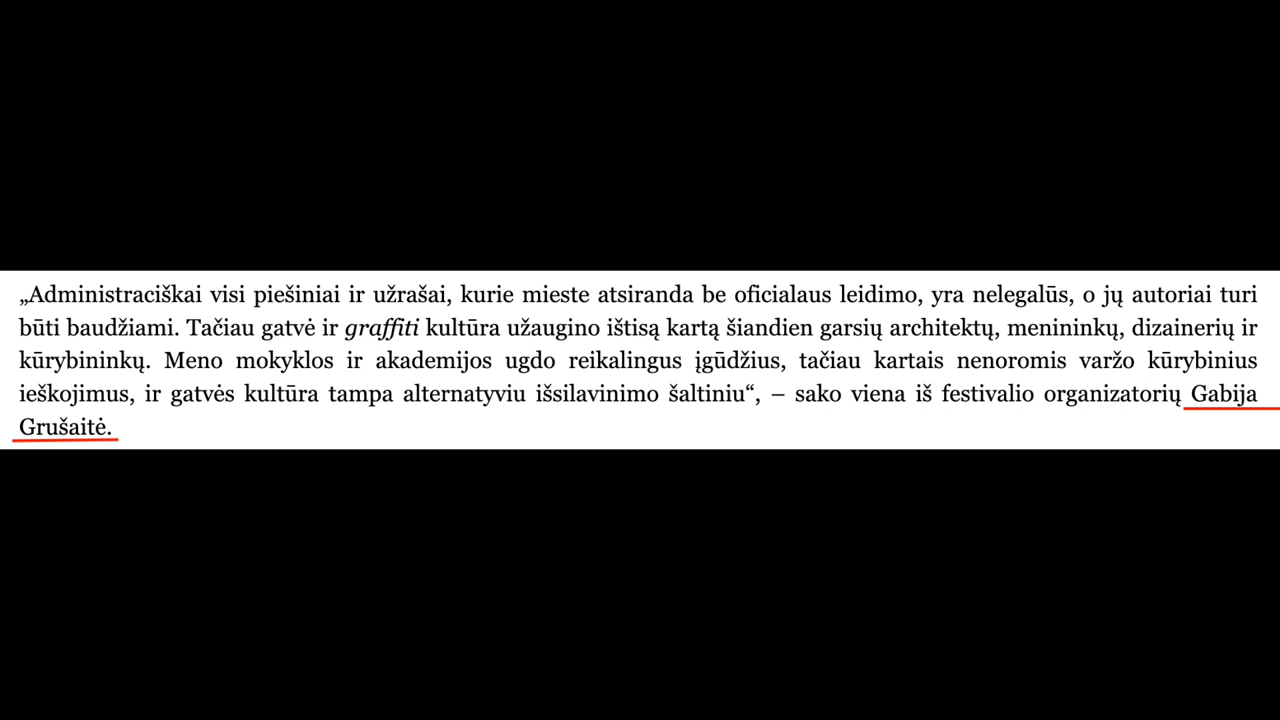 „Administraciškai visi piešiniai ir užrašai, kurie mieste atsiranda be oficialaus leidimo, yra nelegalūs, o jų autoriai turi
būti baudžiami. Tačiau gatvė ir graffiti kultūra užaugino ištisą kartą šiandien garsių architektų, menininkų, dizainerių ir
kūrybininkų. Meno mokyklos ir akademijos ugdo reikalingus įgūdžius, tačiau kartais nenoromis varžo kūrybinius
ieškojimus, ir gatvės kultūra tampa alternatyviu išsilavinimo šaltiniu“, – sako viena iš festivalio organizatorių Gabija
Grušaitė.